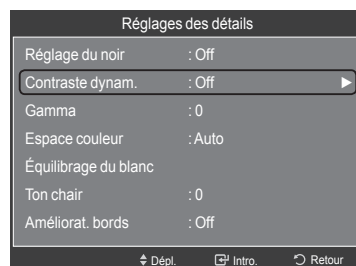 Réglages des détails
Réglage du noir : Off
Contraste dynam. : Off
Gamma : 0
Espace couleur : Auto
Équilibrage du blanc
Ton chair : 0
Améliorat. bords : Off
Dépl. Intro. Retour